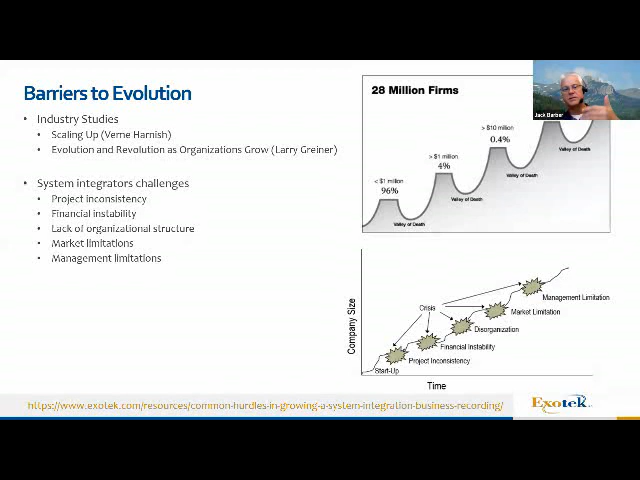 Barriers to Evolution
• Industry Studies
• Scaling Up (Verne Harnish)
• Evolution and Revolution as Organizations Grow (Larry Greiner)
• System integrators challenges
• Project inconsistency
• Financial instability
• Lack of organizational structure
• Market limitations
• Management limitations
28 Million Firms
Jack Barber
> $10 million
0.4%
> $1 million
4%
< $1 million
96%
Valley of Death
Valley of Death
Valley of Death
Valley of Death
Company Size
Crisis
Management Limitation
Market Limitation
Disorganization
Financial Instability
Project Inconsistency
Start-Up
Time
https://www.exotek.com/resources/common-hurdles-in-growing-a-system-integration-business-recording/
Exotek